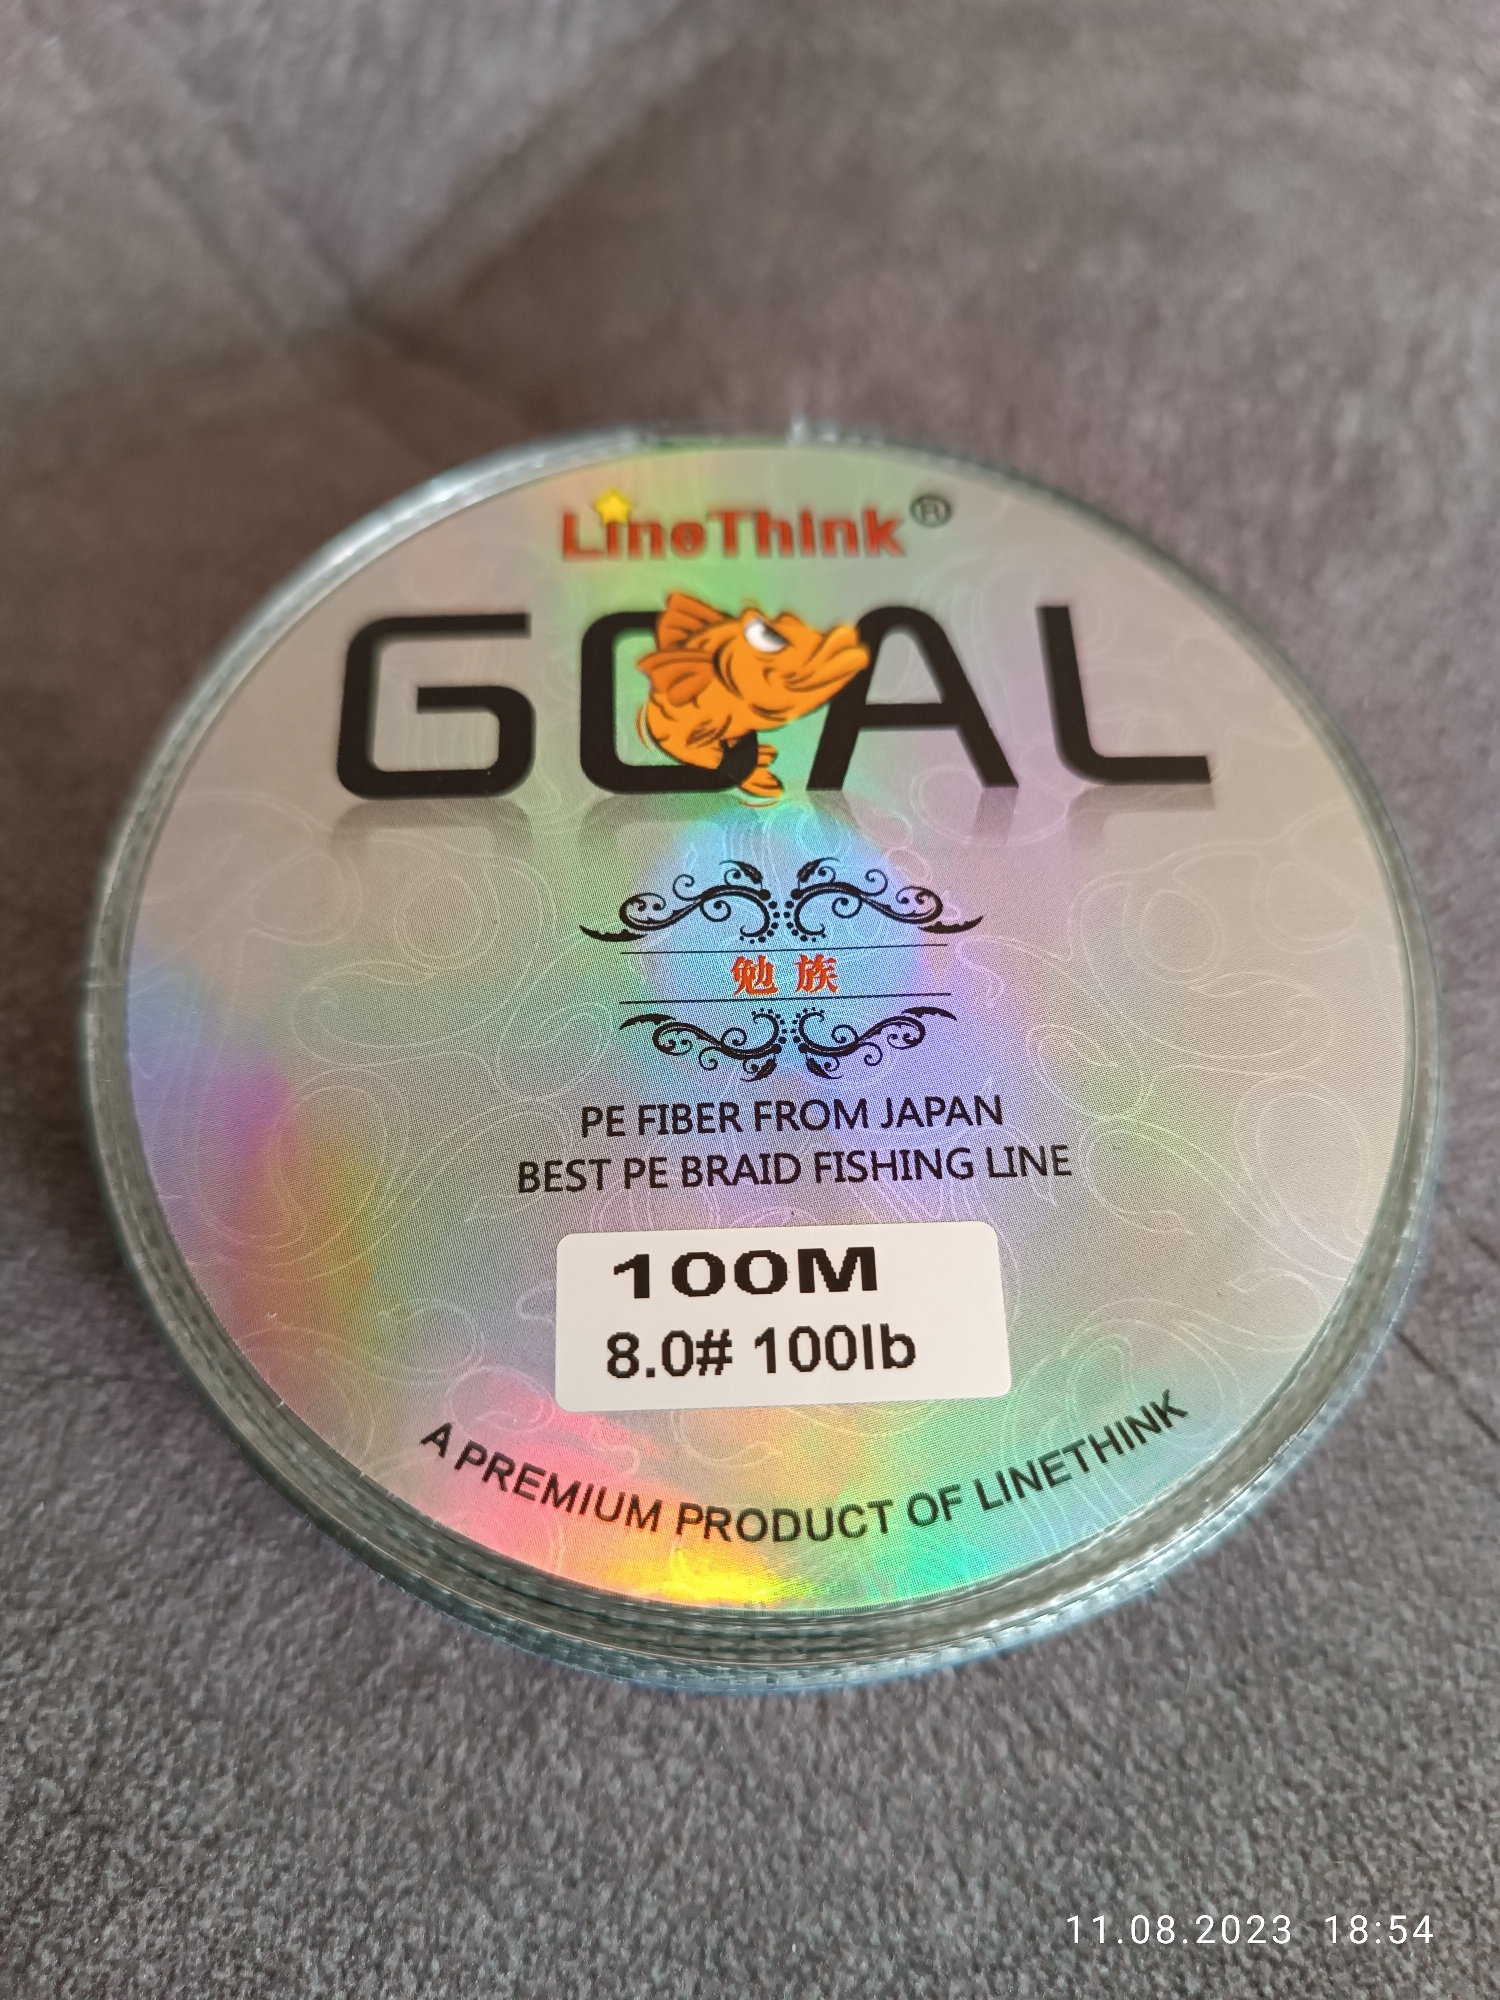 LineThink®
GOAL
勉族
PE FIBER FROM JAPAN
BEST PE BRAID FISHING LINE
100M
8.0# 100lb
A PREMIUM PRODUCT OF LINETHINK
11.08.2023 18:54